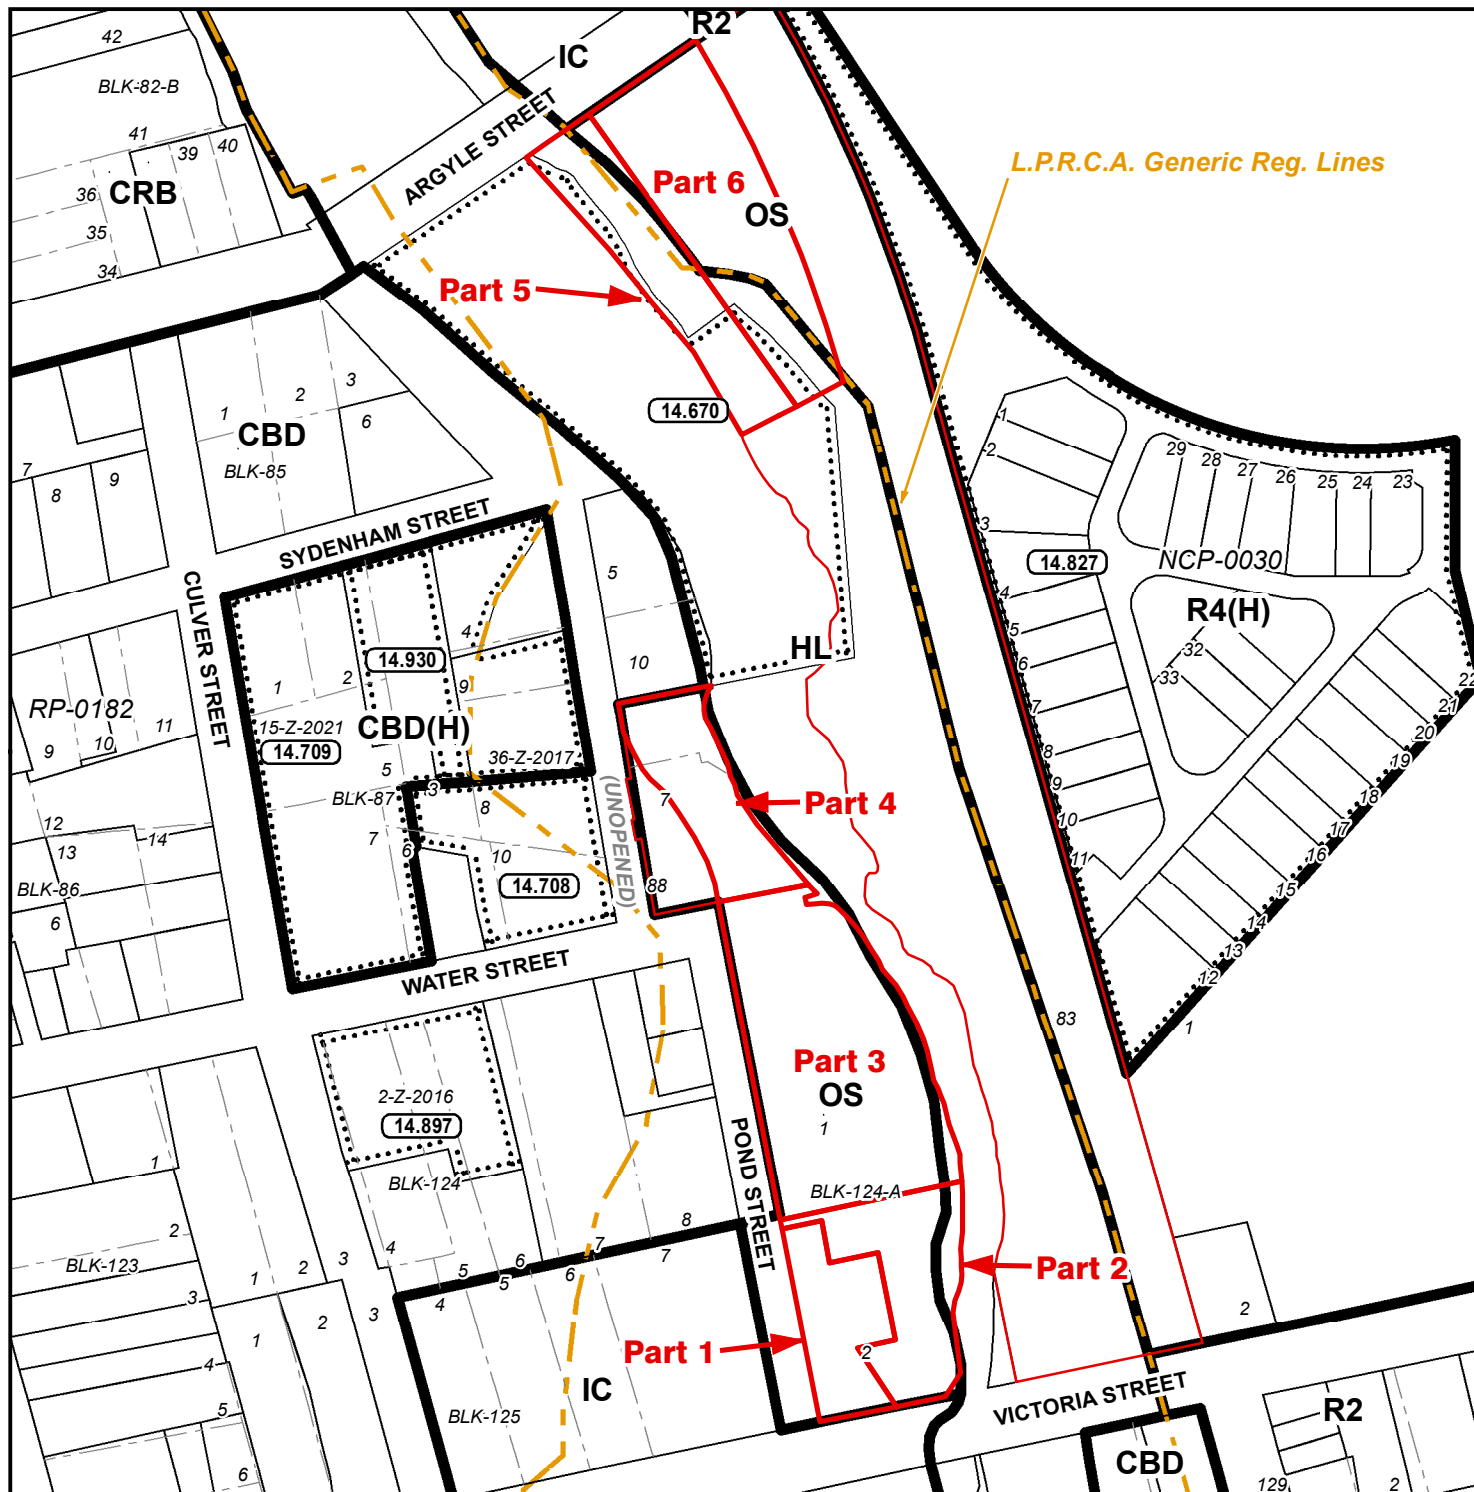 R2
42
IC
BLK-82-B
ARGYLE STREET
41
39
40
L.P.R.C.A. Generic Reg. Lines
Part 6
CRB
36
OS
35
34
Part 5
3
2
1
14.670
6
CBD
1
2
BLK-85
7
8
9
29
28
27
26
25
24
23
SYDENHAM STREET
3
14.827
NCP-0030
CULVER STREET
5
4
R4(H)
4
5
32
HL
14.930
10
6
33
22
1
2
9
7
21
RP-0182
11
15-Z-2021
CBD(H)
20
9
10
14.709
36-Z-2017
8
19
5
3
(UNOPENED)
9
18
BLK-87
8
7
Part 4
12
10
17
13
14
7
6
10
11
16
BLK-86
14.708
88
15
6
14
13
WATER STREET
12
83
1
Part 3
2-Z-2016
OS
14.897
1
POND STREET
1
BLK-124
BLK-124-A
2
8
BLK-123
3
4
7
7
2
6
6
Part 2
1
5
5
3
4
2
3
2
1
Part 1
2
4
IC
VICTORIA STREET
5
BLK-125
R2
CBD
6
129
2